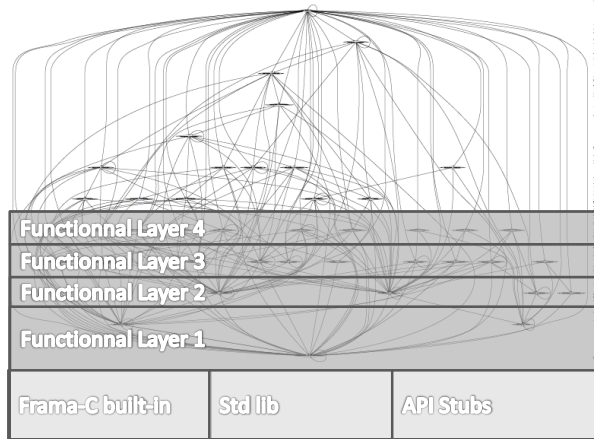 Functionnal Layer 4
Functionnal Layer 3
Functionnal Layer 2
Functionnal Layer 1
Frama-C built-in
Std lib
API Stubs